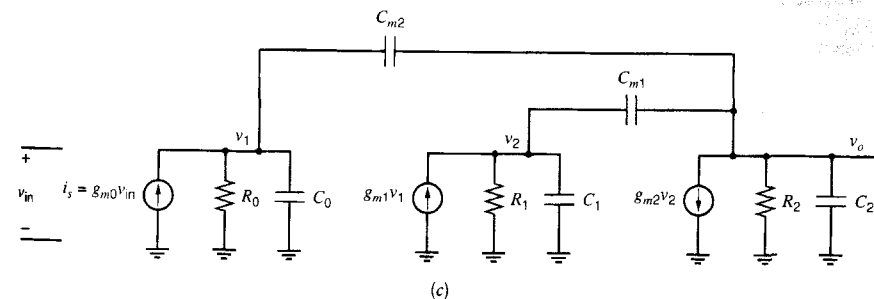 C_{m2}
C_{m1}
v_1
v_2
v_o
+
v_{in}
−
i_s = g_{m0}v_{in}
R_0
C_0
g_{m1}v_1
R_1
C_1
g_{m2}v_2
R_2
C_2
(c)